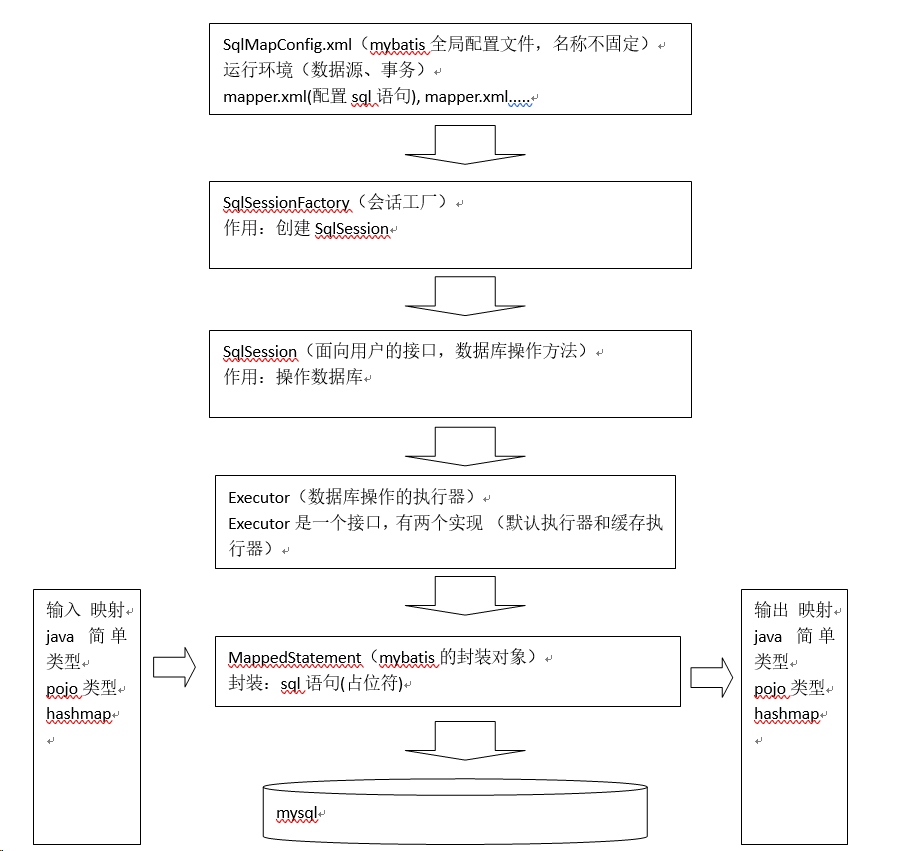 SqlMapConfig.xml（mybatis 全局配置文件，名称不固定）
运行环境（数据源、事务）
mapper.xml(配置 sql 语句), mapper.xml.....
SqlSessionFactory（会话工厂）
作用：创建 SqlSession
SqlSession（面向用户的接口，数据库操作方法）
作用：操作数据库
Executor（数据库操作的执行器）
Executor 是一个接口，有两个实现 （默认执行器和缓存执
行器）
输入 映射
java 简单
类型
pojo 类型
hashmap
MappedStatement（mybatis 的封装对象）
封装：sql 语句(占位符)
输出 映射
java 简单
类型
pojo 类型
hashmap
mysql